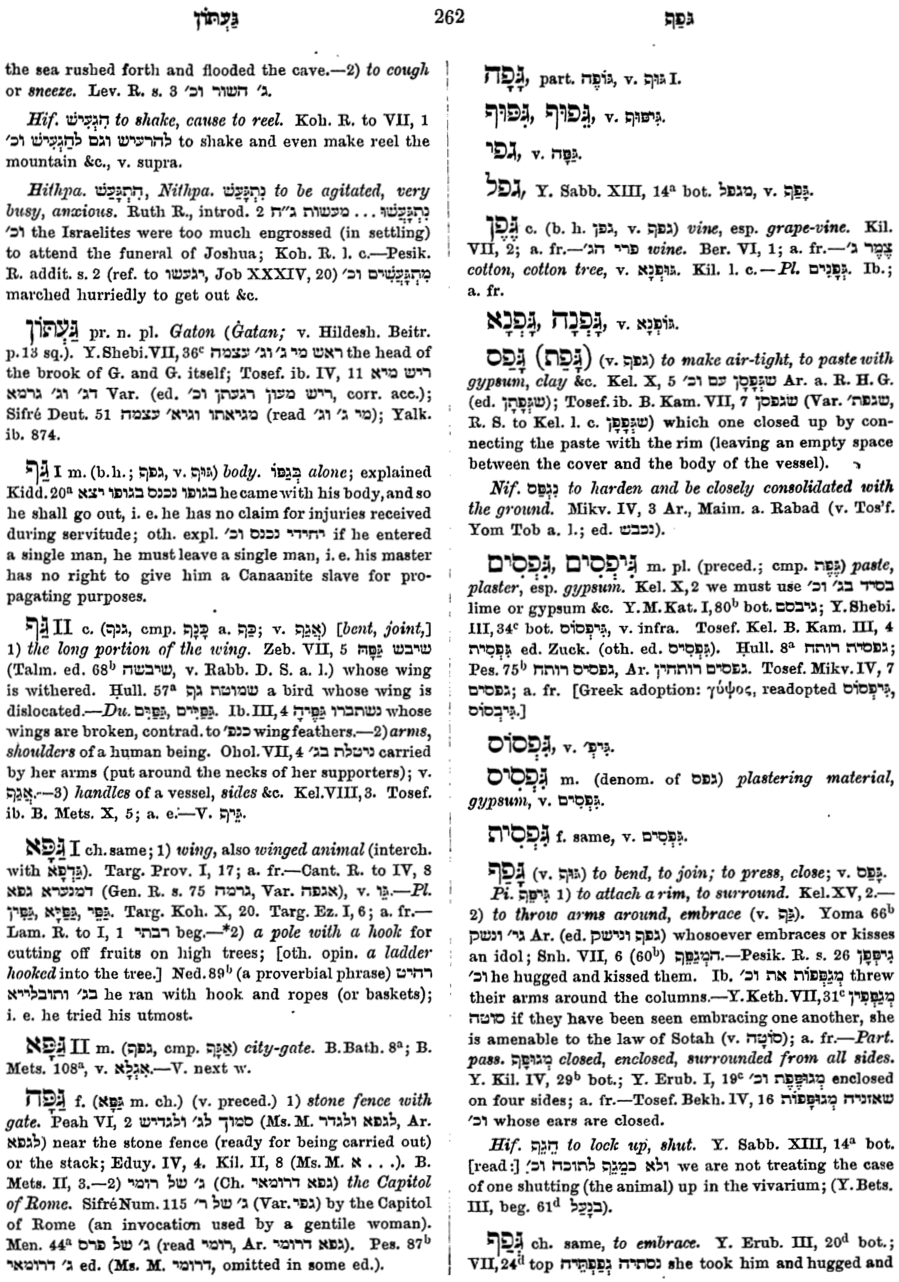 גַּעְתּוֹן 262 גפף
the sea rushed forth and flooded the cave.—2) to cough
or sneeze. Lev. R. s. 3 ג׳ השור וכ׳.
Hif. הִגְעִישׁ to shake, cause to reel. Koh. R. to VII, 1
להרעיש וגם לְהַגְעִישׁ וכ׳ to shake and even make reel the
mountain &c., v. supra.
Hithpa. הִתְגָּעֵשׁ, Nithpa. נִתְגָּעֵשׁ to be agitated, very
busy, anxious. Ruth R., introd. 2 נִתְגָּעֲשׁוּ ... מעשות ג״ח
וכ׳ the Israelites were too much engrossed (in settling)
to attend the funeral of Joshua; Koh. R. l. c.—Pesik.
R. addit. s. 2 (ref. to יגעשו, Job XXXIV, 20) מִתְגָּעֲשִׁים וכ׳
marched hurriedly to get out &c.
גַּעְתּוֹן pr. n. pl. Gaton (Ġatan; v. Hildesh. Beitr.
p. 13 sq.). Y. Shebi. VII, 36ᶜ ראש מי ג׳ וג׳ עצמה the head of
the brook of G. and G. itself; Tosef. ib. IV, 11 ריש מיא
דג׳ וג׳ גרמא Var. (ed. ריש מעון רגעתן וכ׳, corr. acc.);
Sifré Deut. 51 מגיאתו וגיא׳ עצמה (read מי ג׳ וג׳); Yalk.
ib. 874.
גַּף I m. (b. h.; גפף, v. גּוּף) body. בְּגַפּוֹ alone; explained
Kidd. 20ᵃ בגופו נכנס בגופו יצא he came with his body, and so
he shall go out, i. e. he has no claim for injuries received
during servitude; oth. expl. יחידי נכנס וכ׳ if he entered
a single man, he must leave a single man, i. e. his master
has no right to give him a Canaanite slave for pro-
pagating purposes.
גַּף II c. (גנף, cmp. כָּנָף a. כַּף; v. אֲגַף) [bent, joint,]
1) the long portion of the wing. Zeb. VII, 5 שיבש גַּפָּהּ
(Talm. ed. 68ᵇ שיבשה, v. Rabb. D. S. a. l.) whose wing
is withered. Ḥull. 57ᵃ שמוטת גף a bird whose wing is
dislocated.—Du. גַּפַּיִם, גַּפַּיִים. Ib. III, 4 נשתברו גַּפֶּיהָ whose
wings are broken, contrad. to כנפ׳ wing feathers.—2) arms,
shoulders of a human being. Ohol. VII, 4 ניטלת בג׳ carried
by her arms (put around the necks of her supporters); v.
אֲגַף.—3) handles of a vessel, sides &c. Kel. VIII, 3. Tosef.
ib. B. Mets. X, 5; a. e.—V. גֵּיף.
גַּפָּא I ch. same; 1) wing, also winged animal (interch.
with גַּדְפָא). Targ. Prov. I, 17; a. fr.—Cant. R. to IV, 8
דמנערא גפא (Gen. R. s. 75 גרמה, Var. אגפה), v. גֵּו.—Pl.
גַּפֵּי, גַּפַּיָּא, גַּפִּין. Targ. Koh. X, 20. Targ. Ez. I, 6; a. fr.—
Lam. R. to I, 1 רבתי beg.—*2) a pole with a hook for
cutting off fruits on high trees; [oth. opin. a ladder
hooked into the tree.] Ned. 89ᵇ (a proverbial phrase) רהיט
בג׳ ותובלייא he ran with hook and ropes (or baskets);
i. e. he tried his utmost.
גַּפָּא II m. (גפף, cmp. אֲגַף) city-gate. B. Bath. 8ᵃ; B.
Mets. 108ᵃ, v. אִגְלָא.—V. next w.
גַּפָּה f. (גַּפָּא m. ch.) (v. preced.) 1) stone fence with
gate. Peah VI, 2 סמוך לג׳ ולגדיש (Ms. M. לגפא ולגדר, Ar.
לגפא) near the stone fence (ready for being carried out)
or the stack; Eduy. IV, 4. Kil. II, 8 (Ms. M. א . . .). B.
Mets. II, 3.—2) ג׳ של רומי (Ch. גפא דרומאי) the Capitol
of Rome. Sifré Num. 115 ג׳ של ר׳ (Var. גפי) by the Capitol
of Rome (an invocation used by a gentile woman).
Men. 44ᵃ ג׳ של פרס (read רומי, Ar. גפא דרומי). Pes. 87ᵇ
ג׳ דרומאי ed. (Ms. M. דרומי, omitted in some ed.).
גָּפָה, part. גּוֹפֶה, v. גּוּף I.
גִּפּוּף, גֵּפוּף, v. גִּיפּוּף.
גפי, v. גַּפָּה.
גפל, Y. Sabb. XIII, 14ᵃ bot. מגפל, v. גָּפַף.
גֶּפֶן c. (b. h. גפן, v. גפף) vine, esp. grape-vine. Kil.
VII, 2; a. fr.—פרי הג׳ wine. Ber. VI, 1; a. fr.—ג׳ צֶמֶר
cotton, cotton tree, v. גּוּפְנָא. Kil. l. c.—Pl. גְּפָנִים. Ib.;
a. fr.
גָּפְנָא, גָּפְנָה, גָּפְנָא, v. גּוֹפְנָא.
גָּפַס (גָּפַת) (v. גפף) to make air-tight, to paste with
gypsum, clay &c. Kel. X, 5 שֶׁגְּפָסָן עם וכ׳ Ar. a. R. H. G.
(ed. שֶׁגְּפָתָן); Tosef. ib. B. Kam. VII, 7 שגפסן (Var. שגפת׳,
R. S. to Kel. l. c. שֶׁגְּפָפָן) which one closed up by con-
necting the paste with the rim (leaving an empty space
between the cover and the body of the vessel).
Nif. נִגְפַּס to harden and be closely consolidated with
the ground. Mikv. IV, 3 Ar., Maim. a. Rabad (v. Tos'f.
Yom Tob a. l.; ed. נכבש).
גִּיפְסִים, גִּפְסִים m. pl. (preced.; cmp. גֶּפֶת) paste,
plaster, esp. gypsum. Kel. X, 2 we must use בסיד בג׳ וכ׳
lime or gypsum &c. Y. M. Kat. I, 80ᵇ bot. גיבסם; Y. Shebi.
III, 34ᶜ bot. גִּיפְסוֹס, v. infra. Tosef. Kel. B. Kam. III, 4
גִּפְסִית ed. Zuck. (oth. ed. גִּפְסִיס). Ḥull. 8ᵃ גפסית רותח;
Pes. 75ᵇ גפסיס רותח, Ar. גפסים רותחין. Tosef. Mikv. IV, 7
גפסים; a. fr. [Greek adoption: γύψος, readopted גִּיפְסוֹס,
גִּיבְסוֹס.]
גִּפְסוֹס, v. גִּיפְ׳.
גִּפְסִיס m. (denom. of גפס) plastering material,
gypsum, v. גִּפְסִים.
גִּפְסִית f. same, v. גִּפְסִים.
גָּפַף (v. גּוּף) to bend, to join; to press, close; v. גָּפַס.
Pi. גִּיפֵּף 1) to attach a rim, to surround. Kel. XV, 2.—
2) to throw arms around, embrace (v. גַּף). Yoma 66ᵇ
גי׳ ונשק Ar. (ed. גפף ונישק) whosoever embraces or kisses
an idol; Snh. VII, 6 (60ᵇ) הַמְגַפֵּף.—Pesik. R. s. 26 גִּיפְּפָן
וכ׳ he hugged and kissed them. Ib. מְגַפְּפוֹת את וכ׳ threw
their arms around the columns.—Y. Keth. VII, 31ᶜ מְגַפְּפִין
סוטה if they have been seen embracing one another, she
is amenable to the law of Sotah (v. סוֹטָה); a. fr.—Part.
pass. מְגוּפָּף closed, enclosed, surrounded from all sides.
Y. Kil. IV, 29ᵇ bot.; Y. Erub. I, 19ᶜ מְגוּפֶּפֶת וכ׳ enclosed
on four sides; a. fr.—Tosef. Bekh. IV, 16 שאזניה מְגוּפָּפוֹת
וכ׳ whose ears are closed.
Hif. הֵגֵף to lock up, shut. Y. Sabb. XIII, 14ᵃ bot.
[read:] ולא כמֵגֵף לתוכה וכ׳ we are not treating the case
of one shutting (the animal) up in the vivarium; (Y. Bets.
III, beg. 61ᵈ בנועל).
גְּפַף ch. same, to embrace. Y. Erub. III, 20ᵈ bot.;
VII, 24ᵈ top נסתיה גְפַפְתֵּיהּ she took him and hugged and